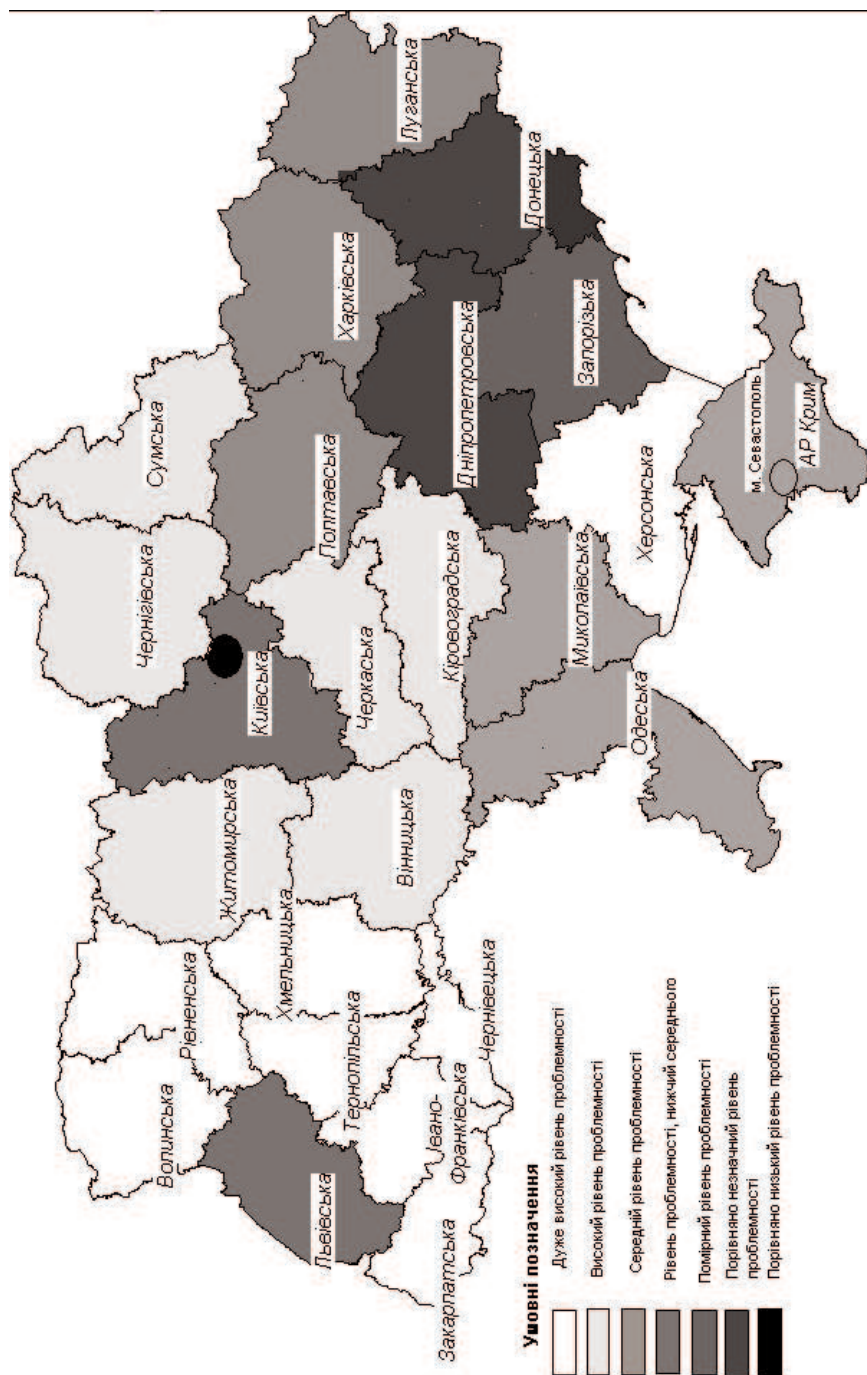 Луганська
Харківська
Донецька
Сумська
Полтавська
Дніпропетровська
Запорізька
м. Севастополь
АР Крим
Чернігівська
Київська
Черкаська
Кіровоградська
Миколаївська
Херсонська
Одеська
Житомирська
Вінницька
Хмельницька
Рівненська
Волинська
Тернопільська
Чернівецька
Львівська
Івано-
Франківська
Закарпатська
Умовні позначення
Дуже високий рівень проблемності
Високий рівень проблемності
Середній рівень проблемності
Рівень проблемності, нижчий середнього
Помірний рівень проблемності
Порівняно незначний рівень
проблемності
Порівняно низький рівень проблемності